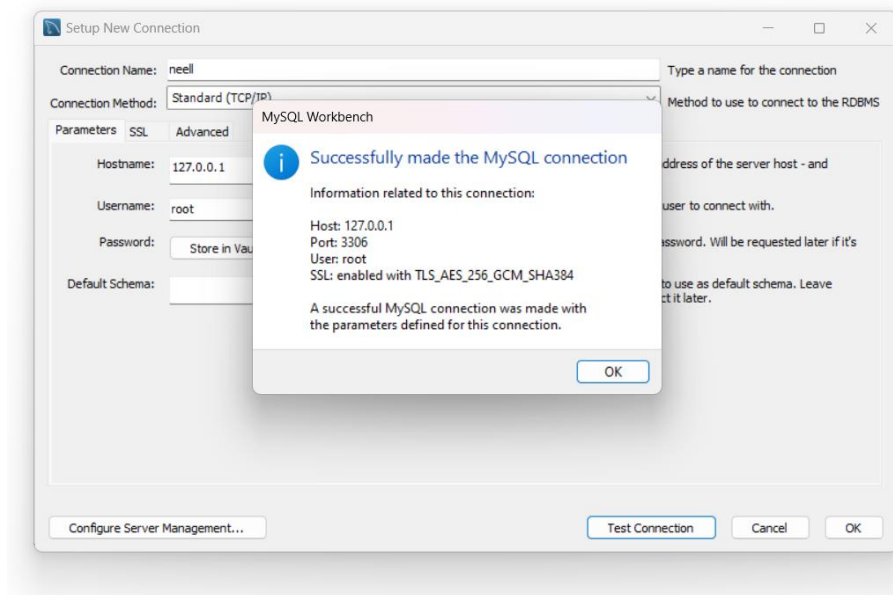 Setup New Connection
Connection Name: neell Type a name for the connection
Connection Method: Standard (TCP/IP) Method to use to connect to the RDBMS
Parameters SSL Advanced
MySQL Workbench
Successfully made the MySQL connection
Information related to this connection:
Host: 127.0.0.1
Port: 3306
User: root
SSL: enabled with TLS_AES_256_GCM_SHA384
A successful MySQL connection was made with
the parameters defined for this connection.
OK
Hostname: 127.0.0.1 ddress of the server host - and
Username: root user to connect with.
Password: Store in Vau assword. Will be requested later if it's
Default Schema: to use as default schema. Leave
ct it later.
Configure Server Management... Test Connection Cancel OK